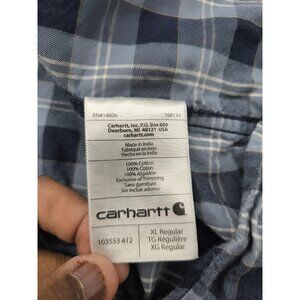 RN#14806 100139
Carhartt, Inc. P.O. Box 600
Dearborn, MI 48121 USA
carhartt.com
Made in India
Fabriqué en Inde
Hecho en la India
100% Cotton
100% Coton
100% Algodón
Exclusive of Trimming
Sans garniture
Sin incluir adorno
carhartt
103553 412
XL Regular
TG Régulière
XG Regular